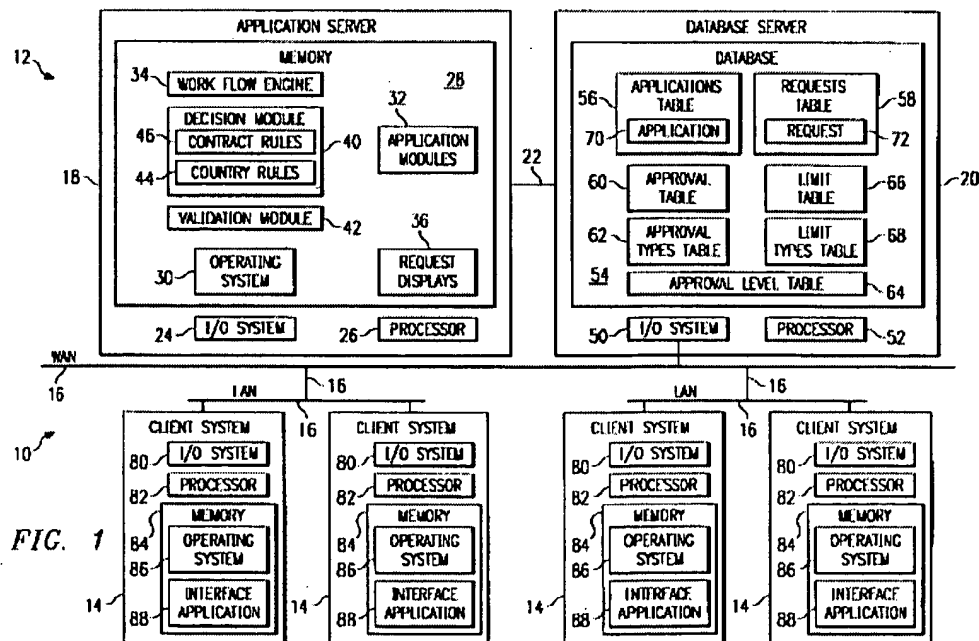 APPLICATION SERVER
DATABASE SERVER
12
MEMORY
DATABASE
34
WORK FLOW ENGINE
28
56
APPLICATIONS TABLE
REQUESTS TABLE
58
46
DECISION MODULE
CONTRACT RULES
40
32
APPLICATION MODULES
70
APPLICATION
REQUEST
72
44
COUNTRY RULES
22
18
60
APPROVAL TABLE
LIMIT TABLE
66
20
VALIDATION MODULE
42
36
62
APPROVAL TYPES TABLE
LIMIT TYPES TABLE
68
30
OPERATING SYSTEM
REQUEST DISPLAYS
54
APPROVAL LEVEL TABLE
64
24
I/O SYSTEM
26
PROCESSOR
50
I/O SYSTEM
PROCESSOR
52
WAN
16
16
16
LAN
LAN
16
16
10
CLIENT SYSTEM
CLIENT SYSTEM
CLIENT SYSTEM
CLIENT SYSTEM
80
I/O SYSTEM
80
I/O SYSTEM
80
I/O SYSTEM
80
I/O SYSTEM
82
PROCESSOR
82
PROCESSOR
82
PROCESSOR
82
PROCESSOR
MEMORY
MEMORY
MEMORY
MEMORY
FIG. 1
84
OPERATING SYSTEM
84
OPERATING SYSTEM
84
OPERATING SYSTEM
84
OPERATING SYSTEM
86
86
86
86
14
INTERFACE APPLICATION
14
INTERFACE APPLICATION
14
INTERFACE APPLICATION
14
INTERFACE APPLICATION
88
88
88
88